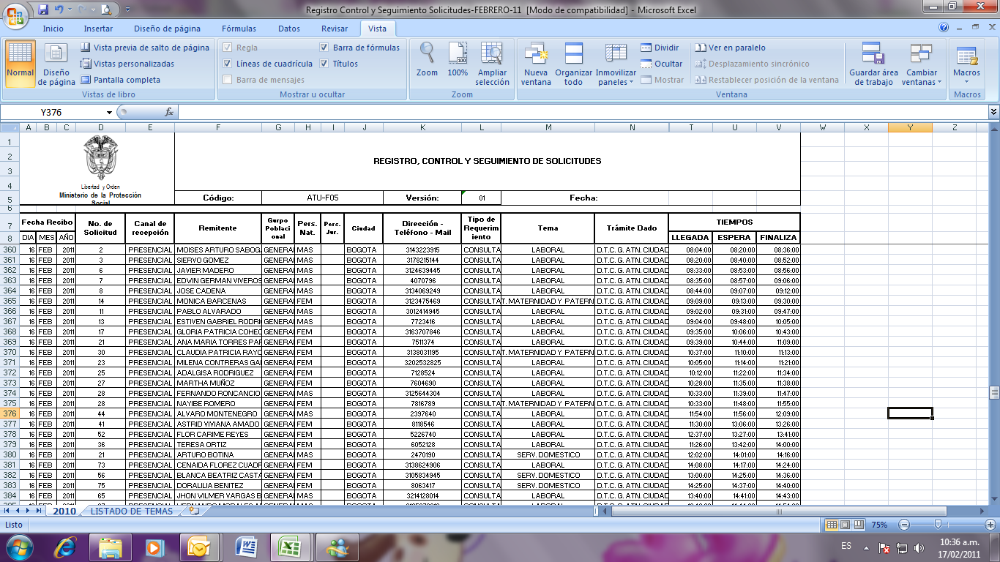 Registro Control y Seguimiento Solicitudes-FEBRERO-11 [Modo de compatibilidad] - Microsoft Excel
Inicio Insertar Diseño de página Fórmulas Datos Revisar Vista
Normal Diseño de página Vista previa de salto de página Vistas personalizadas Pantalla completa
Regla Líneas de cuadrícula Barra de mensajes Barra de fórmulas Títulos
Zoom 100% Ampliar selección
Nueva ventana Organizar todo Inmovilizar paneles Dividir Ocultar Mostrar
Ver en paralelo Desplazamiento sincrónico Restablecer posición de la ventana
Guardar área de trabajo Cambiar ventanas Macros
Vistas de libro Mostrar u ocultar Zoom Ventana Macros
Y376 fx
A B C D E F G H I J K L M N T U V W X Y Z
1
2 REGISTRO, CONTROL Y SEGUIMIENTO DE SOLICITUDES
3
4 Libertad y Orden
Ministerio de la Protección
Social
5 Código: ATU-F05 Versión: 01 Fecha:
6
7 Fecha Recibo No. de Solicitud Canal de recepción Remitente Gurpo Poblacional Pers. Nat. Pers. Jur. Ciudad Dirección - Teléfono - Mail Tipo de Requerimiento Tema Trámite Dado TIEMPOS
8 DIA MES AÑO LLEGADA ESPERA FINALIZA
360 16 FEB 2011 2 PRESENCIAL MOISES ARTURO SABOGA GENERAL MAS BOGOTA 3143223915 CONSULTA LABORAL D.T.C. G. ATN. CIUDAD 08:04:00 08:20:00 08:36:00
361 16 FEB 2011 3 PRESENCIAL SIERVO GOMEZ GENERAL MAS BOGOTA 3178215144 CONSULTA LABORAL D.T.C. G. ATN. CIUDAD 08:20:00 08:40:00 08:52:00
362 16 FEB 2011 6 PRESENCIAL JAVIER MADERO GENERAL MAS BOGOTA 3124639445 CONSULTA LABORAL D.T.C. G. ATN. CIUDAD 08:33:00 08:53:00 08:56:00
363 16 FEB 2011 7 PRESENCIAL EDWIN GERMAN VIVEROS GENERAL MAS BOGOTA 4070796 CONSULTA LABORAL D.T.C. G. ATN. CIUDAD 08:35:00 08:57:00 09:06:00
364 16 FEB 2011 8 PRESENCIAL JOSE CADENA GENERAL MAS BOGOTA 3134069249 CONSULTA LABORAL D.T.C. G. ATN. CIUDAD 08:44:00 09:07:00 09:12:00
365 16 FEB 2011 14 PRESENCIAL MONICA BARCENAS GENERAL FEM BOGOTA 3123475469 CONSULTA T. MATERNIDAD Y PATERN D.T.C. G. ATN. CIUDAD 09:09:00 09:13:00 09:30:00
366 16 FEB 2011 11 PRESENCIAL PABLO ALVARADO GENERAL MAS BOGOTA 3012414945 CONSULTA LABORAL D.T.C. G. ATN. CIUDAD 09:02:00 09:31:00 09:47:00
367 16 FEB 2011 13 PRESENCIAL ESTIVEN GABRIEL RODRI GENERAL MAS BOGOTA 7723416 CONSULTA LABORAL D.T.C. G. ATN. CIUDAD 09:04:00 09:48:00 10:05:00
368 16 FEB 2011 17 PRESENCIAL GLORIA PATRICIA COHEC GENERAL FEM BOGOTA 3163707846 CONSULTA LABORAL D.T.C. G. ATN. CIUDAD 09:35:00 10:06:00 10:43:00
369 16 FEB 2011 21 PRESENCIAL ANA MARIA TORRES PAR GENERAL FEM BOGOTA 7511374 CONSULTA LABORAL D.T.C. G. ATN. CIUDAD 09:39:00 10:44:00 11:09:00
370 16 FEB 2011 30 PRESENCIAL CLAUDIA PATRICIA RAYO GENERAL FEM BOGOTA 3138031195 CONSULTA T. MATERNIDAD Y PATERN D.T.C. G. ATN. CIUDAD 10:37:00 11:10:00 11:13:00
371 16 FEB 2011 23 PRESENCIAL MILENA CONTRERAS GAI GENERAL FEM BOGOTA 3202532825 CONSULTA LABORAL D.T.C. G. ATN. CIUDAD 10:05:00 11:14:00 11:21:00
372 16 FEB 2011 25 PRESENCIAL ADALGISA RODRIGUEZ GENERAL FEM BOGOTA 7128524 CONSULTA LABORAL D.T.C. G. ATN. CIUDAD 10:12:00 11:22:00 11:34:00
373 16 FEB 2011 27 PRESENCIAL MARTHA MUÑOZ GENERAL FEM BOGOTA 7604690 CONSULTA LABORAL D.T.C. G. ATN. CIUDAD 10:28:00 11:35:00 11:38:00
374 16 FEB 2011 28 PRESENCIAL FERNANDO RONCANCIO GENERAL MAS BOGOTA 3125644304 CONSULTA LABORAL D.T.C. G. ATN. CIUDAD 10:33:00 11:39:00 11:47:00
375 16 FEB 2011 28 PRESENCIAL NAYIBE ROMERO GENERAL FEM BOGOTA 7816789 CONSULTA T. MATERNIDAD Y PATERN D.T.C. G. ATN. CIUDAD 10:33:00 11:48:00 11:55:00
376 16 FEB 2011 44 PRESENCIAL ALVARO MONTENEGRO GENERAL MAS BOGOTA 2397640 CONSULTA LABORAL D.T.C. G. ATN. CIUDAD 11:54:00 11:56:00 12:09:00
377 16 FEB 2011 41 PRESENCIAL ASTRID VIVIANA AMADO GENERAL FEM BOGOTA 8118546 CONSULTA LABORAL D.T.C. G. ATN. CIUDAD 11:30:00 13:06:00 13:26:00
378 16 FEB 2011 52 PRESENCIAL FLOR CARIME REYES GENERAL FEM BOGOTA 5226740 CONSULTA LABORAL D.T.C. G. ATN. CIUDAD 12:37:00 13:27:00 13:41:00
379 16 FEB 2011 36 PRESENCIAL TERESA ORTIZ GENERAL FEM BOGOTA 6052128 CONSULTA LABORAL D.T.C. G. ATN. CIUDAD 11:26:00 13:42:00 14:00:00
380 16 FEB 2011 21 PRESENCIAL ARTURO BOTINA GENERAL MAS BOGOTA 2470190 CONSULTA SERV. DOMESTICO D.T.C. G. ATN. CIUDAD 12:02:00 14:01:00 14:16:00
381 16 FEB 2011 73 PRESENCIAL CENAIDA FLOREZ CUADR GENERAL FEM BOGOTA 3138624906 CONSULTA LABORAL D.T.C. G. ATN. CIUDAD 14:08:00 14:17:00 14:24:00
382 16 FEB 2011 56 PRESENCIAL BLANCA BEATRIZ CASTA GENERAL FEM BOGOTA 3105834945 CONSULTA SERV. DOMESTICO D.T.C. G. ATN. CIUDAD 13:00:00 14:25:00 14:36:00
383 16 FEB 2011 75 PRESENCIAL DORALILIA BENITEZ GENERAL FEM BOGOTA 8063417 CONSULTA SERV. DOMESTICO D.T.C. G. ATN. CIUDAD 14:25:00 14:37:00 14:40:00
384 16 FEB 2011 65 PRESENCIAL JHON WILMER VARGAS B GENERAL MAS BOGOTA 3214128014 CONSULTA LABORAL D.T.C. G. ATN. CIUDAD 13:40:00 14:41:00 14:43:00
2010 LISTADO DE TEMAS
Listo 75%
ES 10:36 a.m.
17/02/2011